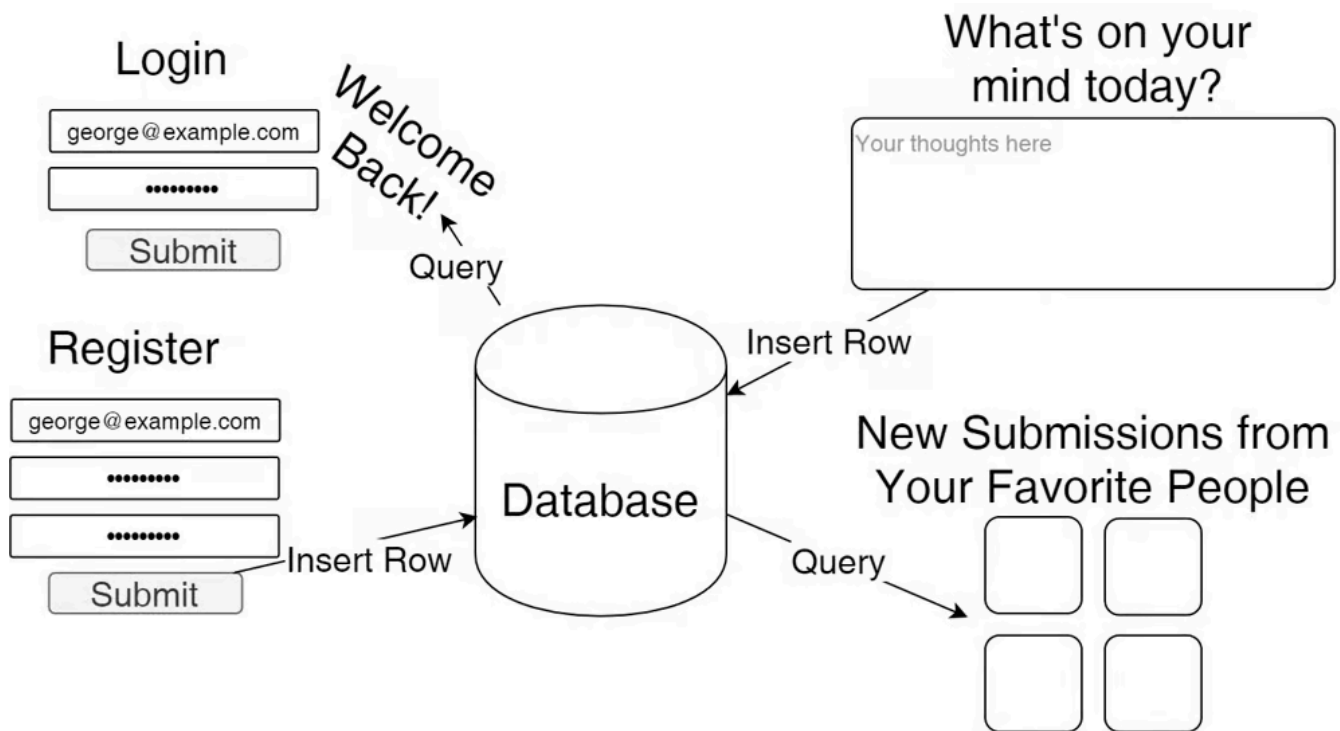 Login
george@example.com
•••••••••
Submit
Welcome
Back!
Query
Register
george@example.com
•••••••••
•••••••••
Submit
Insert Row
Database
What's on your
mind today?
Your thoughts here
Insert Row
New Submissions from
Your Favorite People
Query